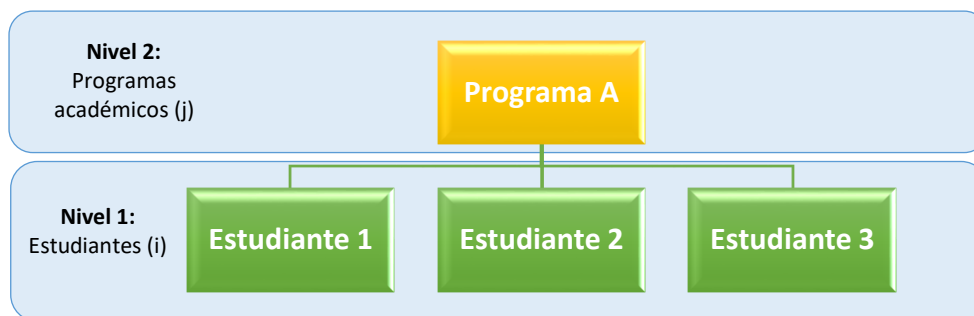 Nivel 2:
Programas
académicos (j)
Programa A
Nivel 1:
Estudiantes (i)
Estudiante 1
Estudiante 2
Estudiante 3